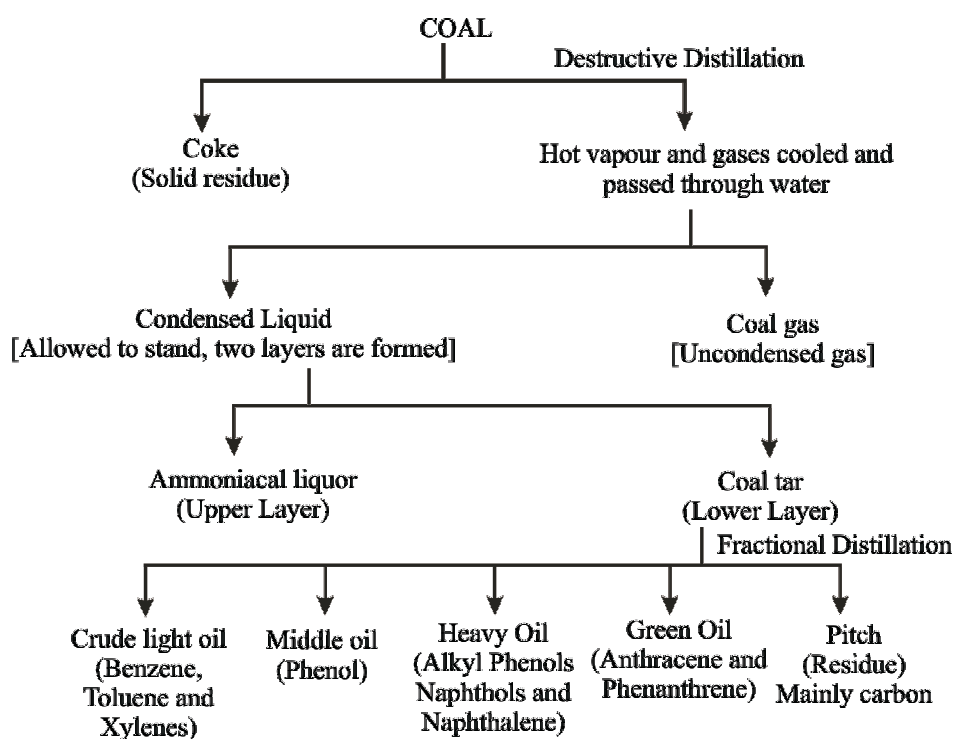 COAL
Destructive Distillation
Coke
(Solid residue)
Hot vapour and gases cooled and
passed through water
Condensed Liquid
[Allowed to stand, two layers are formed]
Coal gas
[Uncondensed gas]
Ammoniacal liquor
(Upper Layer)
Coal tar
(Lower Layer)
Fractional Distillation
Crude light oil
(Benzene,
Toluene and
Xylenes)
Middle oil
(Phenol)
Heavy Oil
(Alkyl Phenols
Naphthols and
Naphthalene)
Green Oil
(Anthracene and
Phenanthrene)
Pitch
(Residue)
Mainly carbon